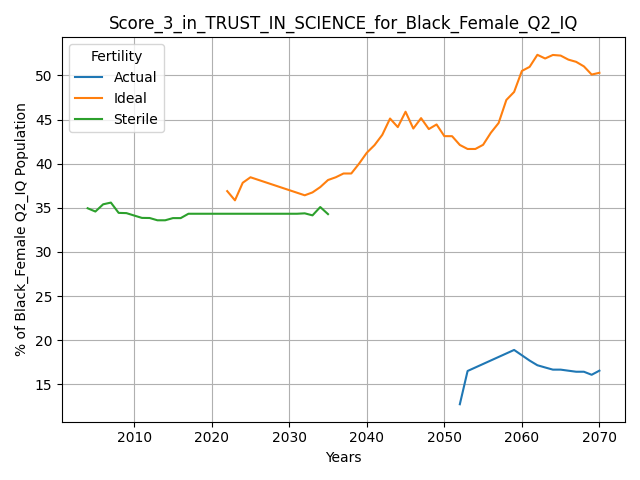 Score_3_in_TRUST_IN_SCIENCE_for_Black_Female_Q2_IQ
Fertility
Actual
Ideal
Sterile
% of Black_Female Q2_IQ Population
50
45
40
35
30
25
20
15
2010 2020 2030 2040 2050 2060 2070
Years